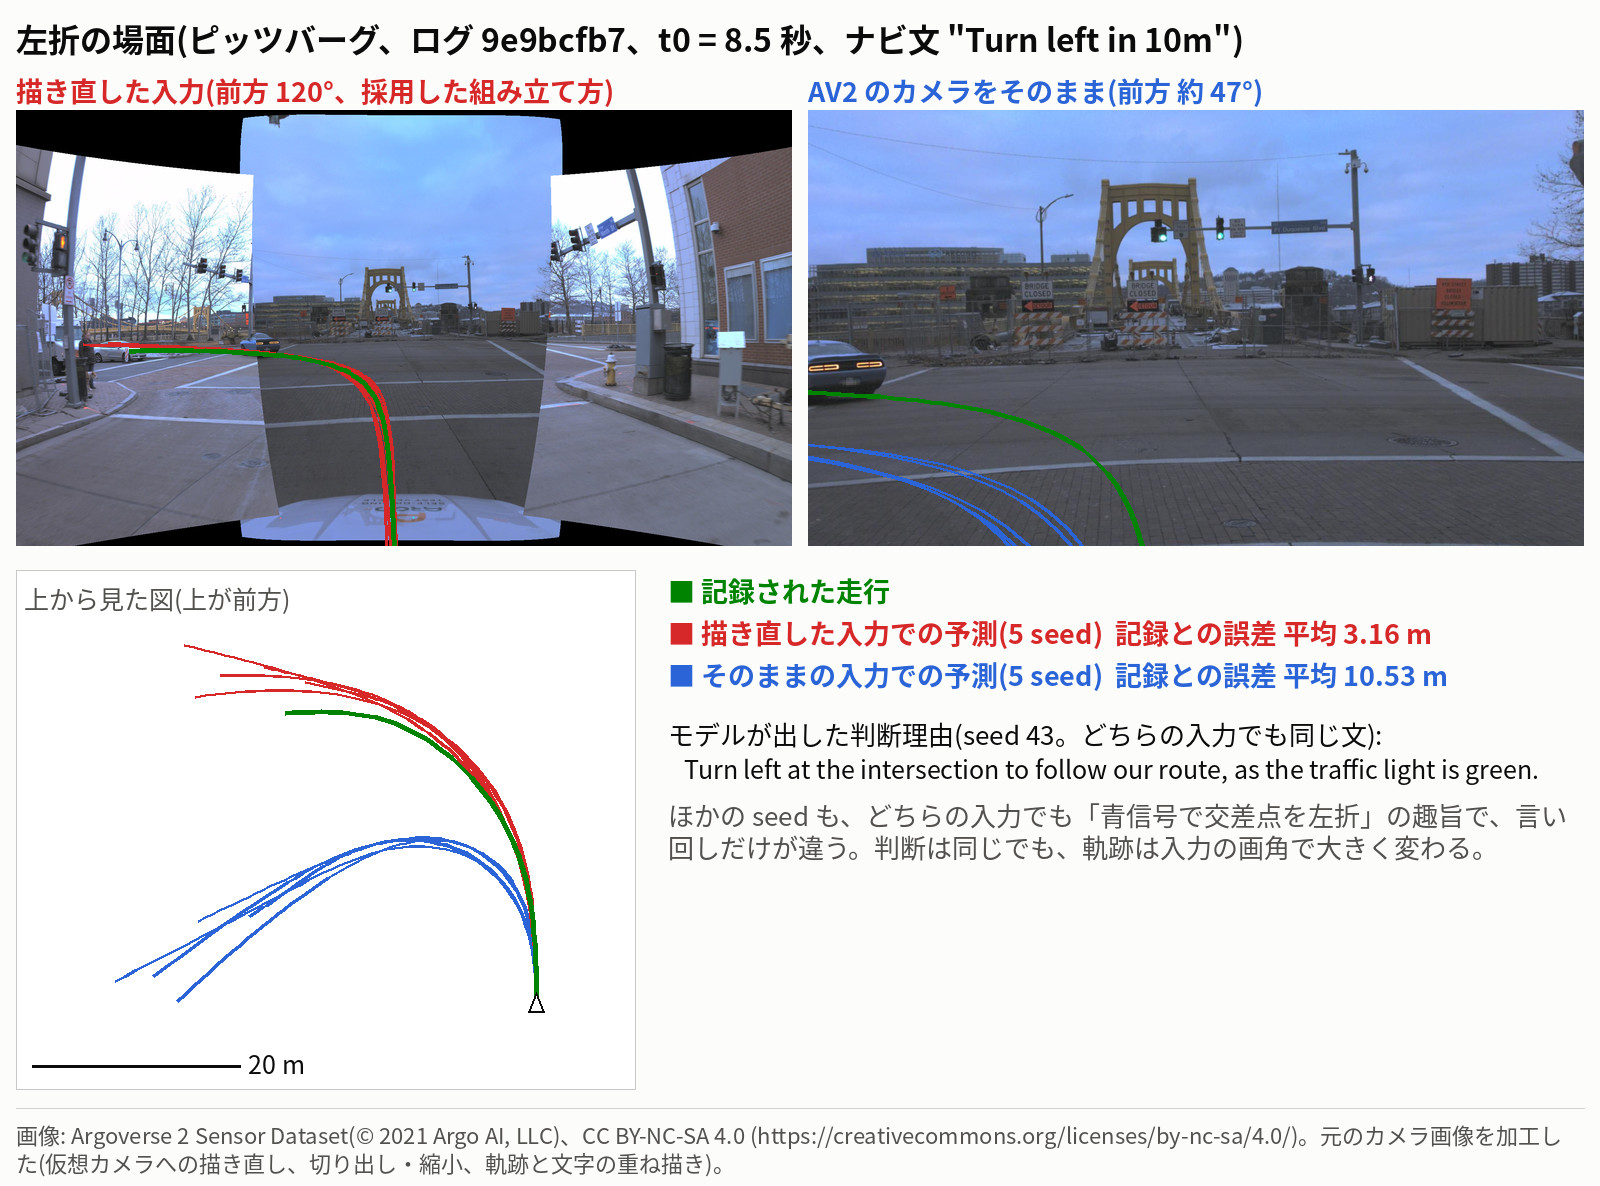 左折の場面(ピッツバーグ、ログ 9e9bcfb7、t0 = 8.5 秒、ナビ文 "Turn left in 10m")
描き直した入力(前方 120°、採用した組み立て方)
AV2 のカメラをそのまま(前方 約 47°)
BRIDGE CLOSED
BRIDGE CLOSED
上から見た図(上が前方)
20 m
■ 記録された走行
■ 描き直した入力での予測(5 seed) 記録との誤差 平均 3.16 m
■ そのままの入力での予測(5 seed) 記録との誤差 平均 10.53 m
モデルが出した判断理由(seed 43。どちらの入力でも同じ文):
Turn left at the intersection to follow our route, as the traffic light is green.
ほかの seed も、どちらの入力でも「青信号で交差点を左折」の趣旨で、言い
回しだけが違う。判断は同じでも、軌跡は入力の画角で大きく変わる。
画像: Argoverse 2 Sensor Dataset(© 2021 Argo AI, LLC)、CC BY-NC-SA 4.0 (https://creativecommons.org/licenses/by-nc-sa/4.0/)。元のカメラ画像を加工し
た(仮想カメラへの描き直し、切り出し・縮小、軌跡と文字の重ね描き)。